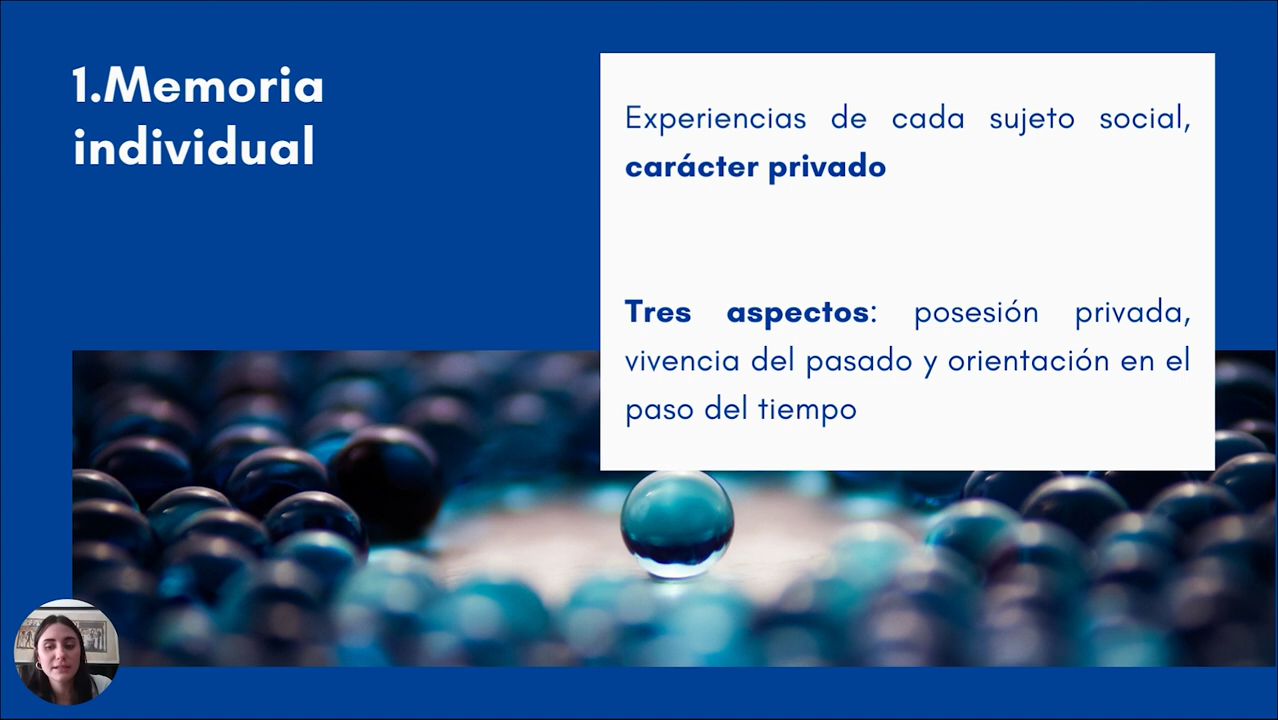 1.Memoria
individual
Experiencias de cada sujeto social,
carácter privado
Tres aspectos: posesión privada,
vivencia del pasado y orientación en el
paso del tiempo